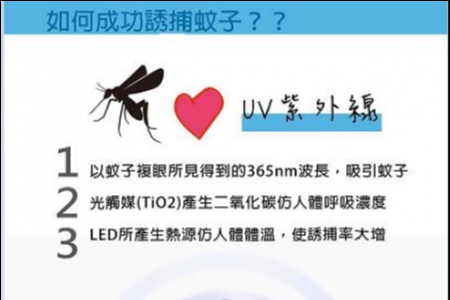 如何成功誘捕蚊子？？
UV紫外線
1 以蚊子複眼所見得到的365nm波長，吸引蚊子
2 光觸媒(TiO2)產生二氧化碳仿人體呼吸濃度
3 LED所產生熱源仿人體體溫，使誘捕率大增